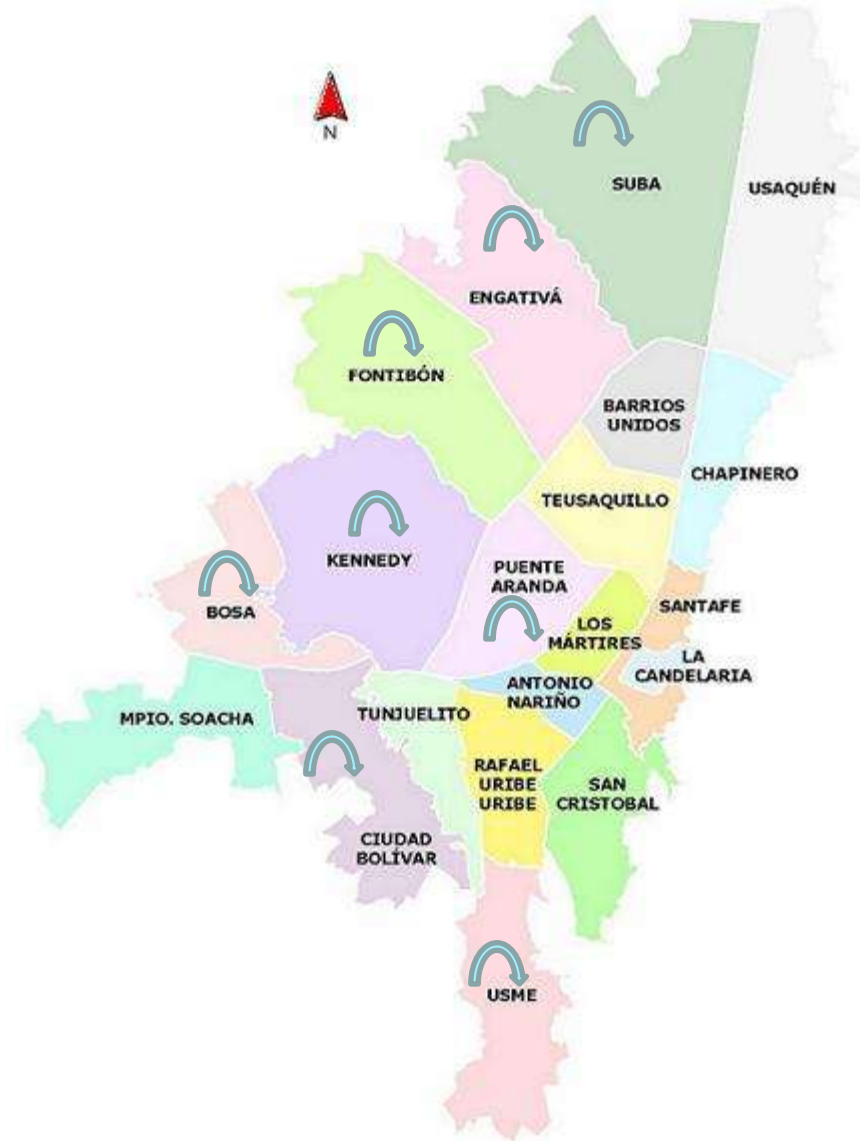 N
SUBA
USAQUÉN
ENGATIVÁ
FONTIBÓN
BARRIOS
UNIDOS
CHAPINERO
TEUSAQUILLO
KENNEDY
PUENTE
ARANDA
BOSA
SANTAFE
LOS
MÁRTIRES
LA
CANDELARIA
ANTONIO
NARIÑO
MPIO. SOACHA
TUNJUELITO
RAFAEL
URIBE
URIBE
SAN
CRISTOBAL
CIUDAD
BOLÍVAR
USME